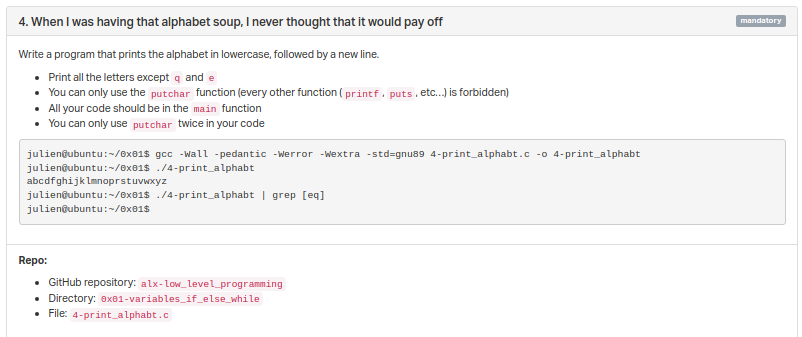 4. When I was having that alphabet soup, I never thought that it would pay off
mandatory
Write a program that prints the alphabet in lowercase, followed by a new line.
Print all the letters except q and e
You can only use the putchar function (every other function (printf, puts, etc...) is forbidden)
All your code should be in the main function
You can only use putchar twice in your code
julien@ubuntu:~/0x01$ gcc -Wall -pedantic -Werror -Wextra -std=gnu89 4-print_alphabt.c -o 4-print_alphabt
julien@ubuntu:~/0x01$ ./4-print_alphabt
abcdfghijklmnoprstuvwxyz
julien@ubuntu:~/0x01$ ./4-print_alphabt | grep [eq]
julien@ubuntu:~/0x01$
Repo:
GitHub repository: alx-low_level_programming
Directory: 0x01-variables_if_else_while
File: 4-print_alphabt.c